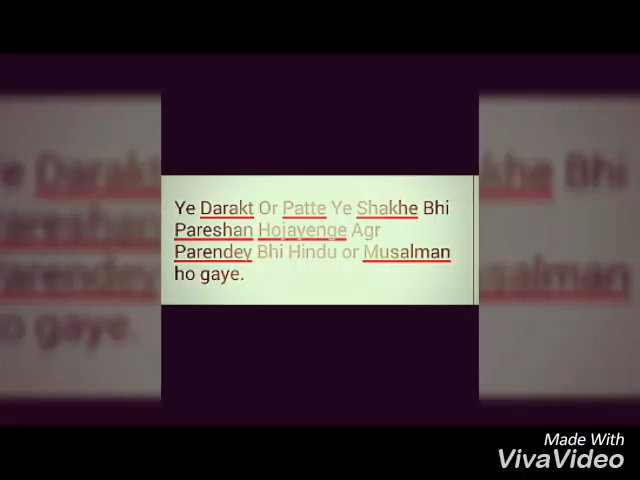 Ye Darakt Or Patte Ye Shakhe Bhi
Pareshan Hojayenge Agr
Parendey Bhi Hindu or Musalman
ho gaye.
Made With
VivaVideo